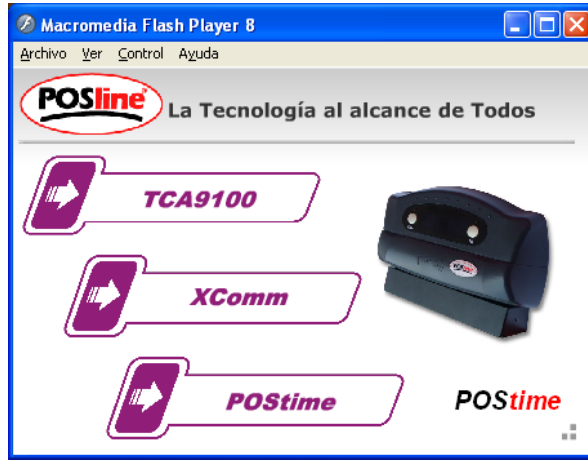 Macromedia Flash Player 8
Archivo Ver Control Ayuda
POSline La Tecnología al alcance de Todos
TCA9100
XComm
POSline
POStime
POStime